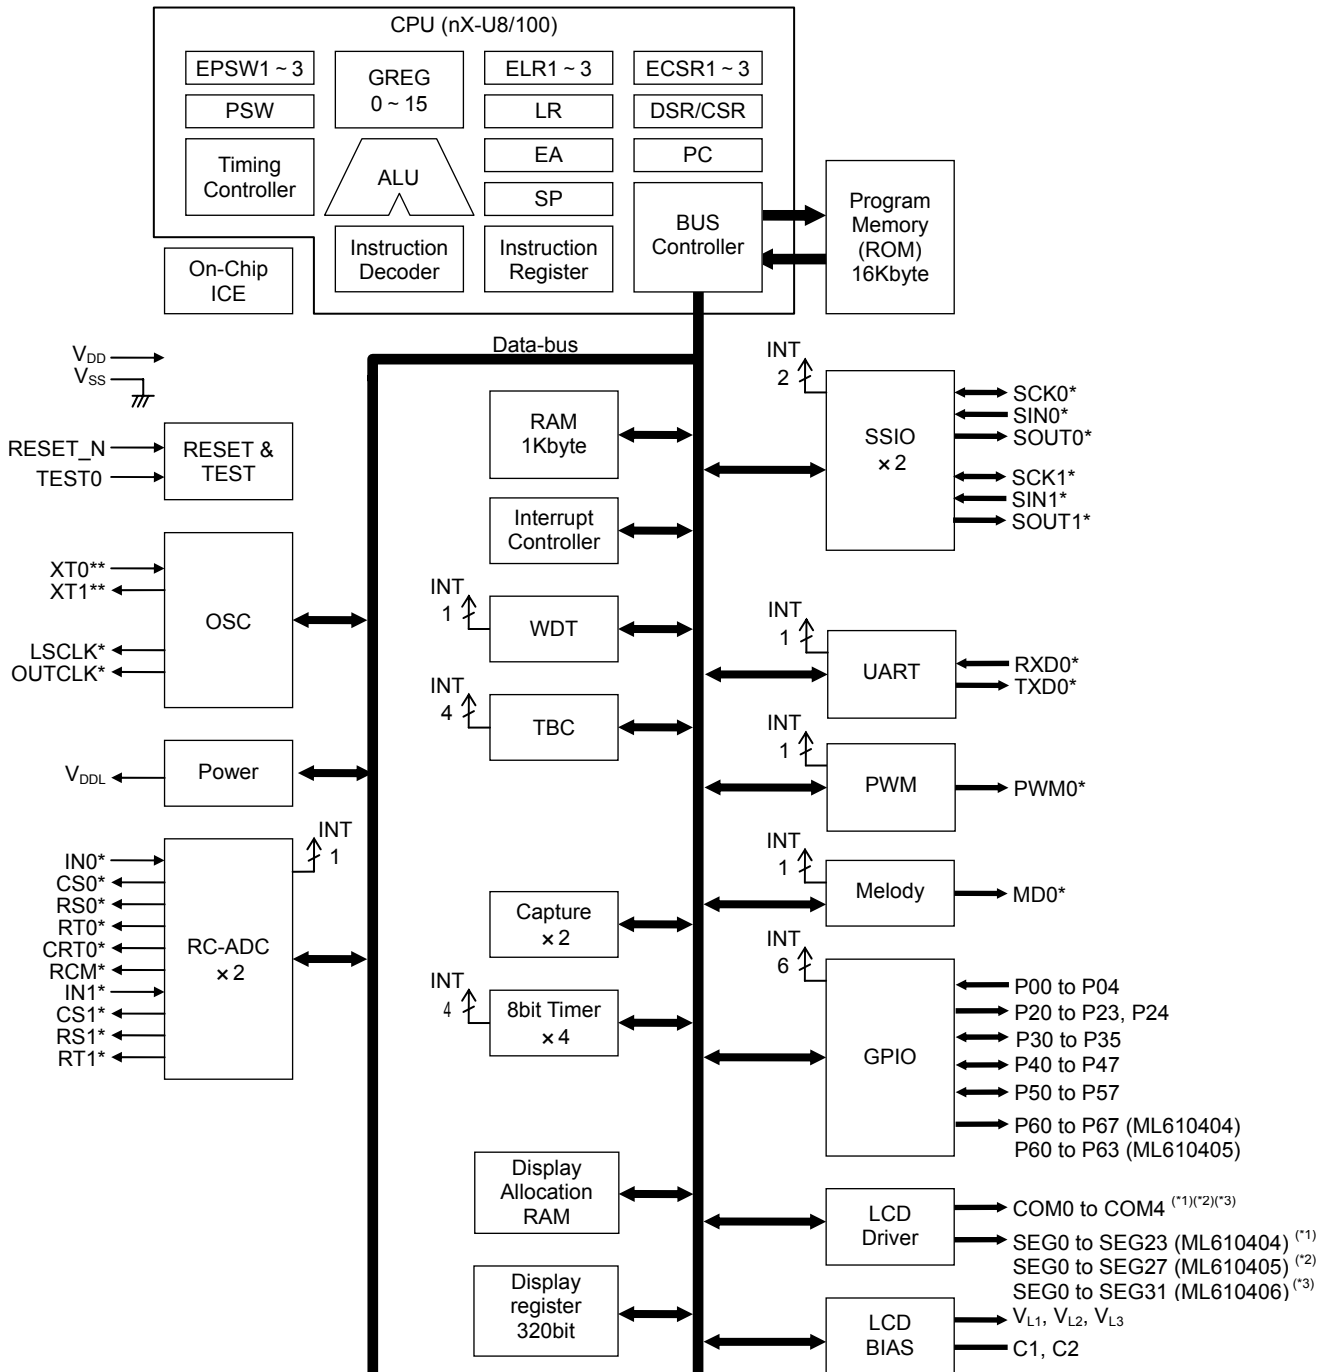 CPU (nX-U8/100)
EPSW1 ~ 3
GREG
0 ~ 15
ELR1 ~ 3
ECSR1 ~ 3
PSW
LR
DSR/CSR
Timing
Controller
ALU
EA
PC
SP
BUS
Controller
Program
Memory
(ROM)
16Kbyte
Instruction
Decoder
Instruction
Register
On-Chip
ICE
Data-bus
VDD
VSS
RESET_N
TEST0
RESET &
TEST
XT0**
XT1**
LSCLK*
OUTCLK*
OSC
VDDL
Power
IN0*
CS0*
RS0*
RT0*
CRT0*
RCM*
IN1*
CS1*
RS1*
RT1*
RC-ADC
× 2
INT
1
RAM
1Kbyte
Interrupt
Controller
INT
1
WDT
INT
4
TBC
Capture
× 2
INT
4
8bit Timer
× 4
Display
Allocation
RAM
Display
register
320bit
INT
2
SSIO
× 2
SCK0*
SIN0*
SOUT0*
SCK1*
SIN1*
SOUT1*
INT
1
UART
RXD0*
TXD0*
INT
1
PWM
PWM0*
INT
1
Melody
MD0*
INT
6
GPIO
P00 to P04
P20 to P23, P24
P30 to P35
P40 to P47
P50 to P57
P60 to P67 (ML610404)
P60 to P63 (ML610405)
LCD
Driver
COM0 to COM4 (*1)(*2)(*3)
SEG0 to SEG23 (ML610404) (*1)
SEG0 to SEG27 (ML610405) (*2)
SEG0 to SEG31 (ML610406) (*3)
LCD
BIAS
VL1, VL2, VL3
C1, C2